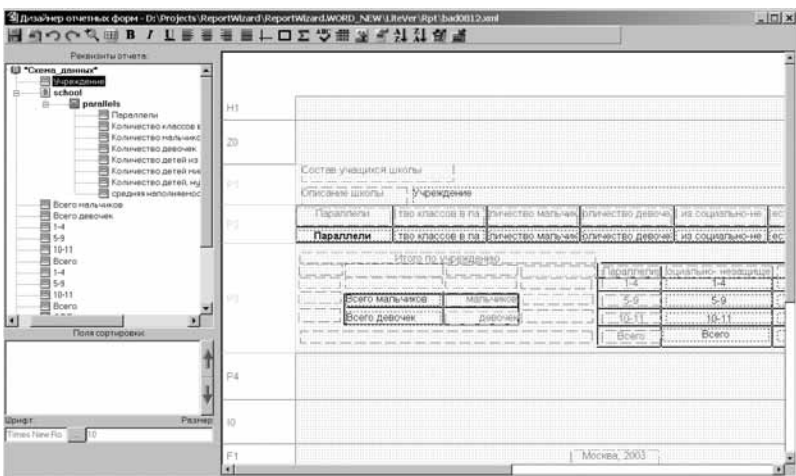 Дизайнер отчетных форм - D:\Projects\ReportWizard\ReportWizard.WORD_NEW\LiteVer\Rpt\bad0812.xml
B I U
Реквизиты отчета:
"Схема_данных"
Учреждение
school
parallels
Параллели
Количество классов в
Количество мальчикс
Количество девочек
Количество детей из
Количество детей
Количество детей,
средняя наполняемос
Всего мальчиков
Всего девочек
1-4
5-9
10-11
Всего
1-4
5-9
10-11
Всего
Поля сортировки:
Шрифт Размер
Times New Ro ... 10
H1
Z0
P1
Состав учащихся школы
Описание школы Учреждение
P2
Параллели тво классов в па личество мальчик оличество девоче из социально-не ес
Параллели тво классов в па личество мальчик оличество девоче из социально-не ес
P3
Итого по учреждению
Параллели оциально- незащище
1-4 1-4
Всего мальчиков мальчиков 5-9 5-9
Всего девочек девочек 10-11 10-11
Всего Всего
P4
I0
F1
Москва, 2003